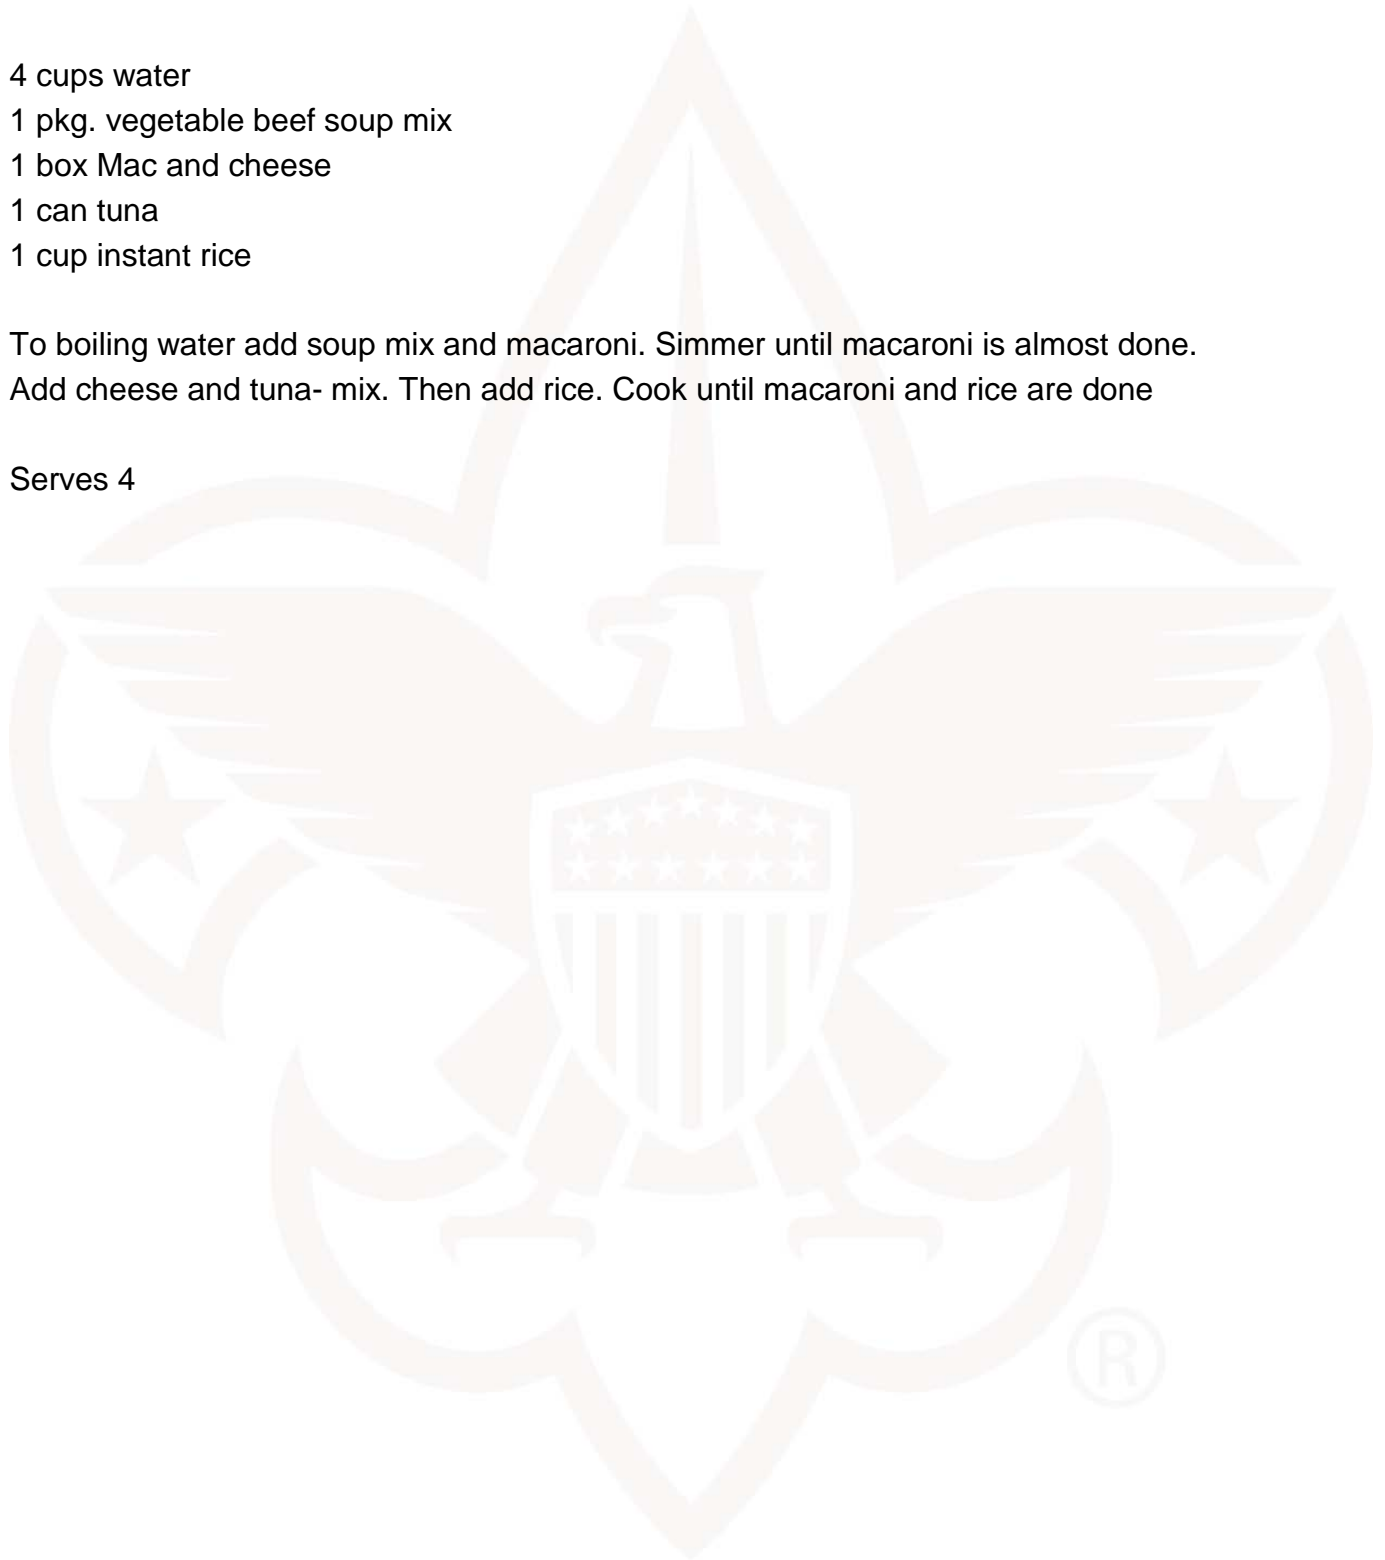 4 cups water
1 pkg. vegetable beef soup mix
1 box Mac and cheese
1 can tuna
1 cup instant rice
To boiling water add soup mix and macaroni. Simmer until macaroni is almost done.
Add cheese and tuna- mix. Then add rice. Cook until macaroni and rice are done
Serves 4
®